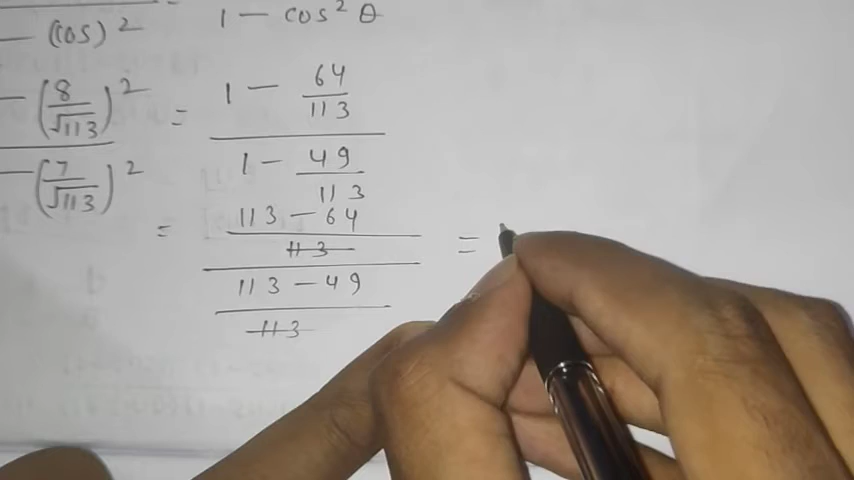 — (cos)² 1 — cos² θ
— (8/√113)² = (1 — 64/113) / (1 — 49/113)
— (7/√113)²
= ((113 — 64)/113) / ((113 — 49)/113) =